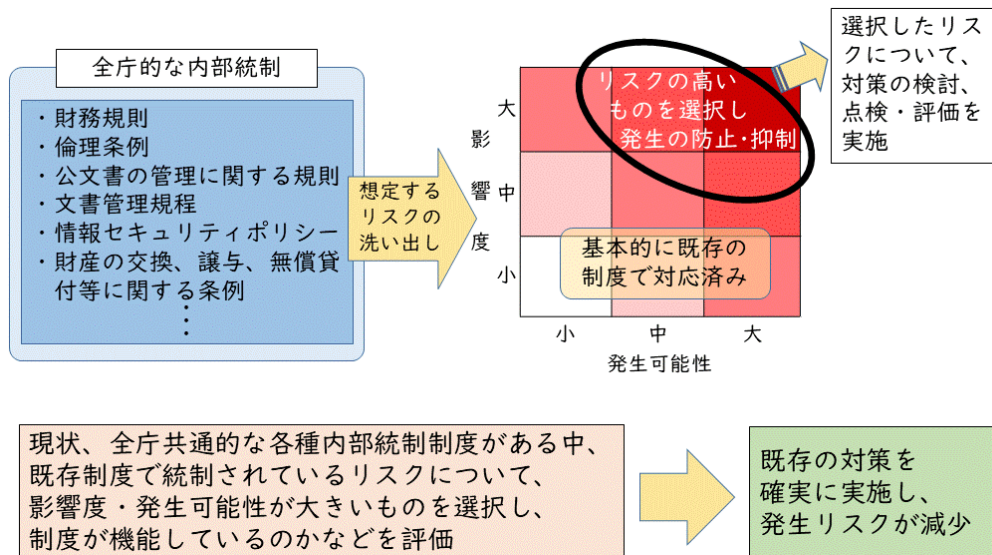 全庁的な内部統制
・財務規則
・倫理条例
・公文書の管理に関する規則
・文書管理規程
・情報セキュリティポリシー
・財産の交換、譲与、無償貸
付等に関する条例
・・・
想定する
リスクの
洗い出し
影響度
大
中
小
リスクの高い
ものを選択し
発生の防止・抑制
基本的に既存の
制度で対応済み
小 中 大
発生可能性
選択したリス
クについて、
対策の検討、
点検・評価を
実施
現状、全庁共通的な各種内部統制制度がある中、
既存制度で統制されているリスクについて、
影響度・発生可能性が大きいものを選択し、
制度が機能しているのかなどを評価
既存の対策を
確実に実施し、
発生リスクが減少